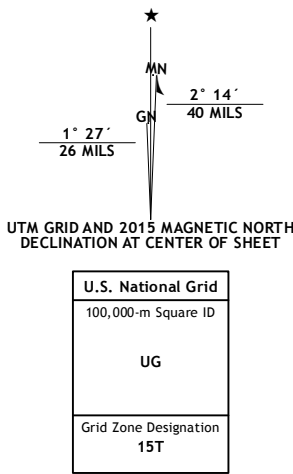 ★
MN
2° 14´
40 MILS
GN
1° 27´
26 MILS
UTM GRID AND 2015 MAGNETIC NORTH
DECLINATION AT CENTER OF SHEET
U.S. National Grid
100,000-m Square ID
UG
Grid Zone Designation
15T